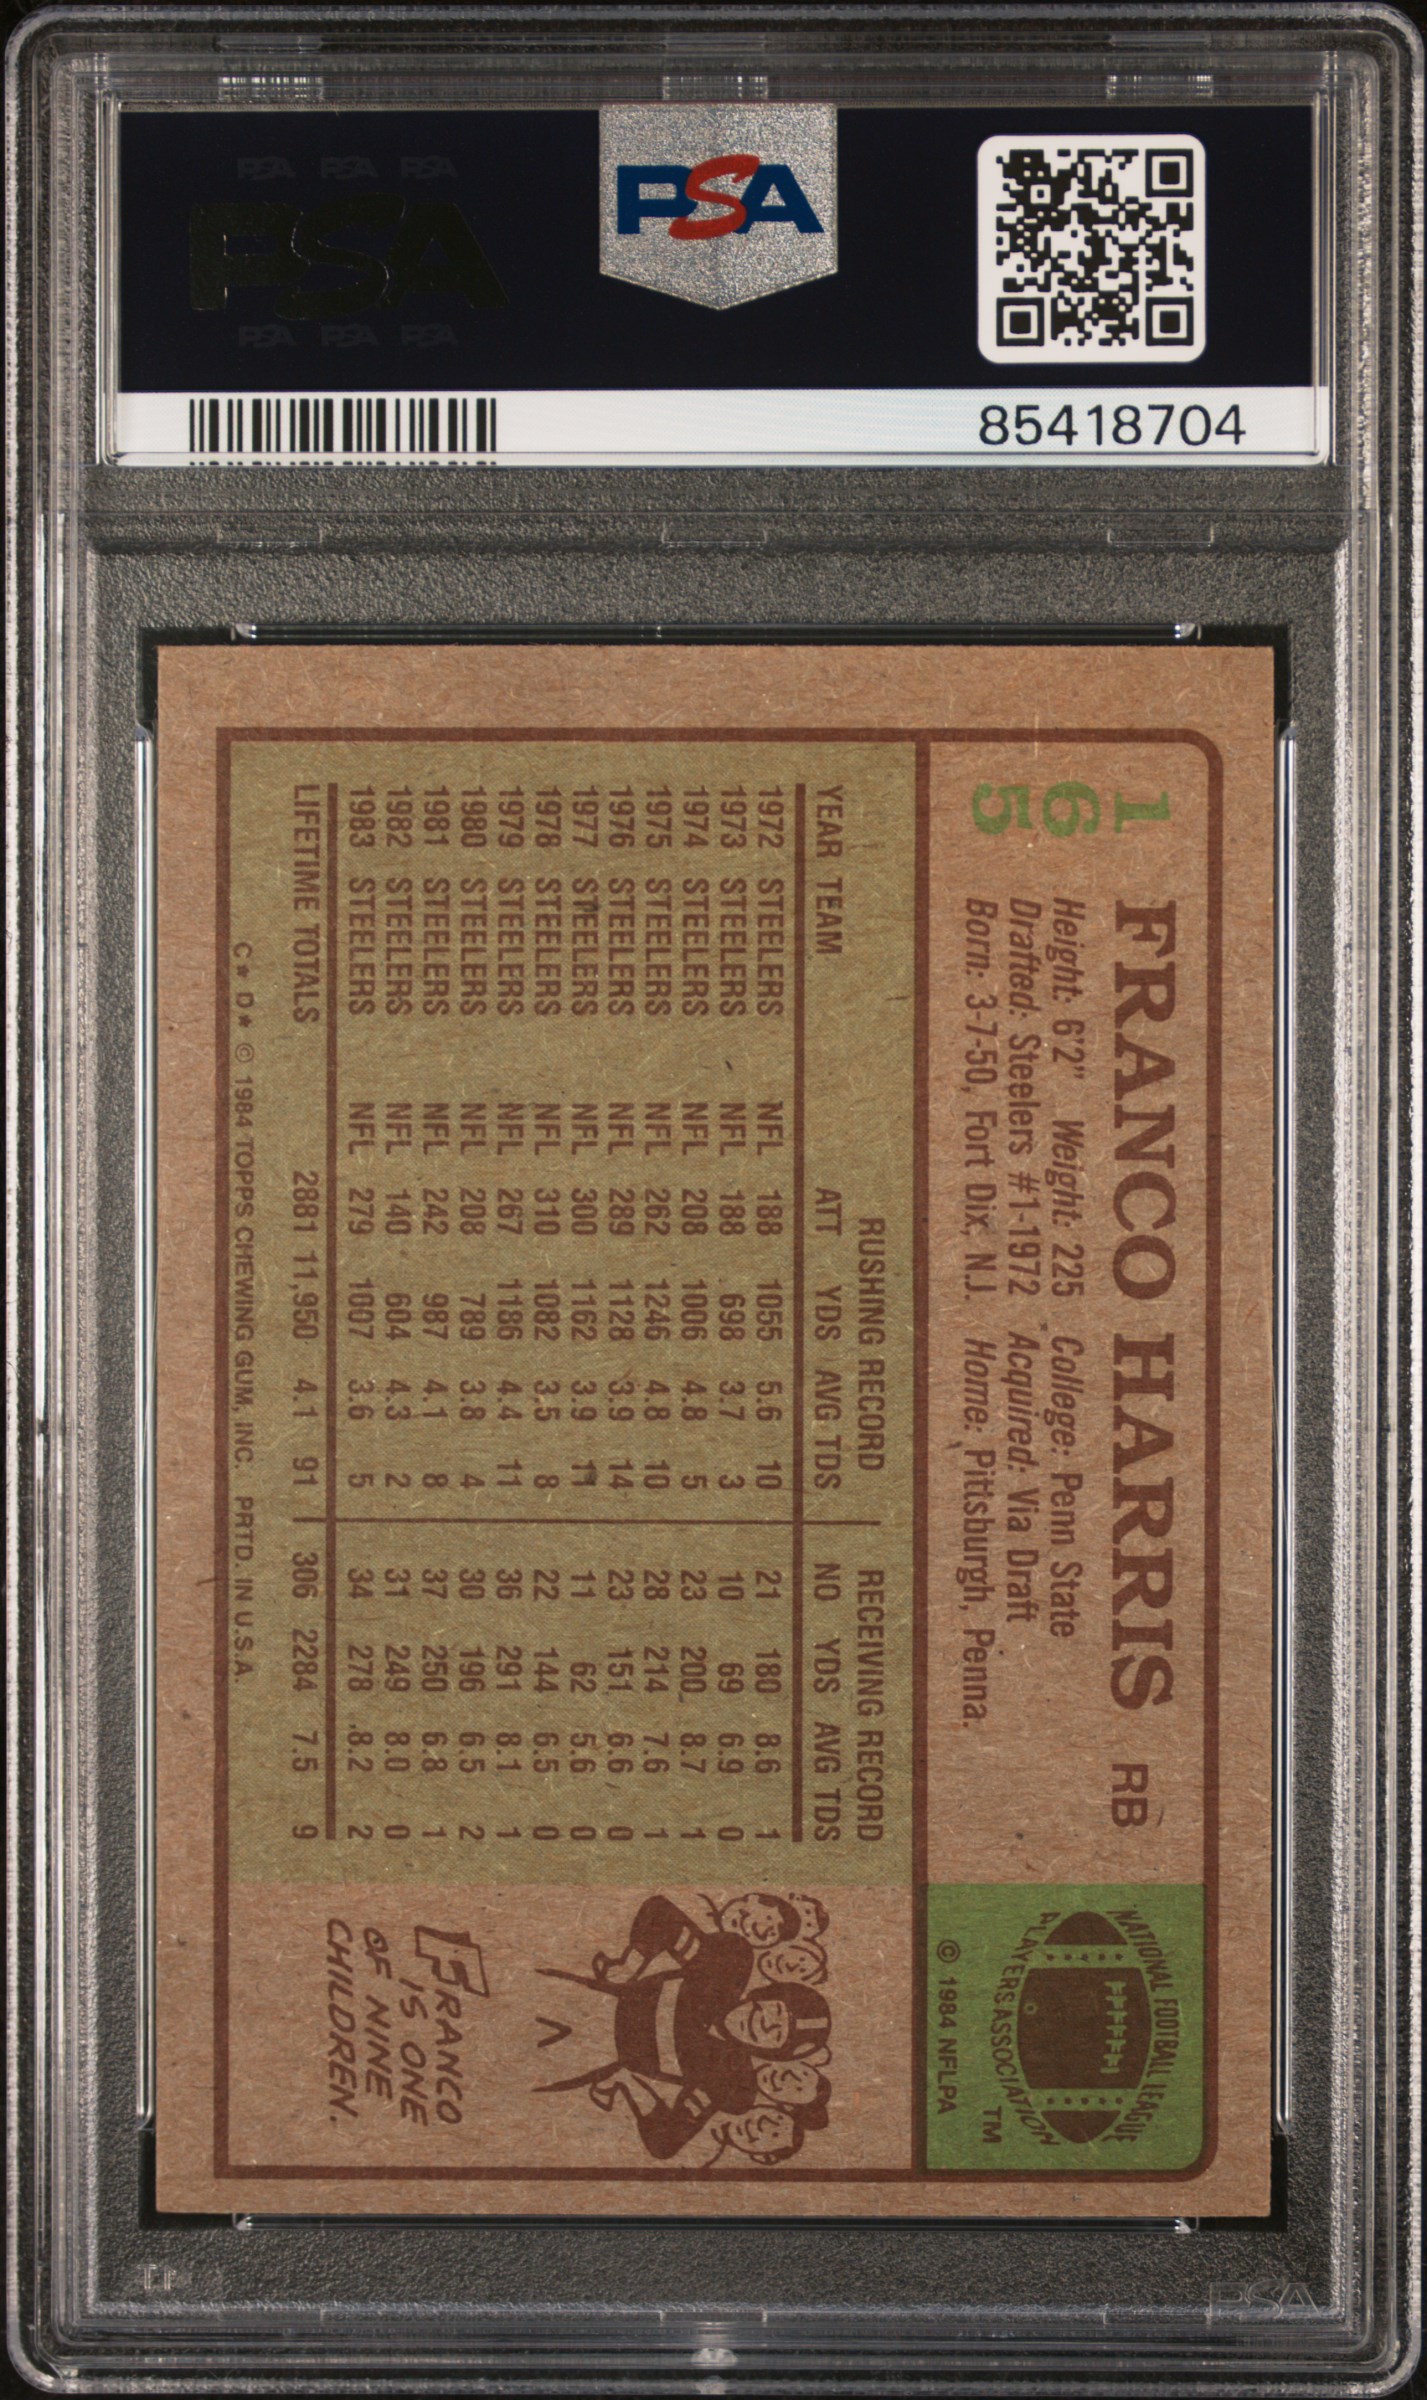 PSA PSA PSA
PSA
PSA PSA PSA
PSA
85418704
165
FRANCO HARRIS RB
Height: 6'2" Weight: 225 College: Penn State
Drafted: Steelers #1-1972 Acquired: Via Draft
Born: 3-7-50, Fort Dix, N.J. Home: Pittsburgh, Penna.
NATIONAL FOOTBALL LEAGUE
PLAYERS ASSOCIATION TM
© 1984 NFLPA
RUSHING RECORD RECEIVING RECORD
YEAR TEAM ATT YDS AVG TDS NO YDS AVG TDS
1972 STEELERS NFL 188 1055 5.6 10 21 180 8.6 1
1973 STEELERS NFL 188 698 3.7 3 10 69 6.9 0
1974 STEELERS NFL 208 1006 4.8 5 23 200 8.7 1
1975 STEELERS NFL 262 1246 4.8 10 28 214 7.6 1
1976 STEELERS NFL 289 1128 3.9 14 23 151 6.6 0
1977 STEELERS NFL 300 1162 3.9 11 11 62 5.6 0
1978 STEELERS NFL 310 1082 3.5 8 22 144 6.5 0
1979 STEELERS NFL 267 1186 4.4 11 36 291 8.1 1
1980 STEELERS NFL 208 789 3.8 4 30 196 6.5 2
1981 STEELERS NFL 242 987 4.1 8 37 250 6.8 1
1982 STEELERS NFL 140 604 4.3 2 31 249 8.0 0
1983 STEELERS NFL 279 1007 3.6 5 34 278 8.2 2
LIFETIME TOTALS 2881 11,950 4.1 91 306 2284 7.5 9
C * D * © 1984 TOPPS CHEWING GUM, INC. PRTD. IN U.S.A.
FRANCO
IS ONE
OF NINE
CHILDREN.
PSA